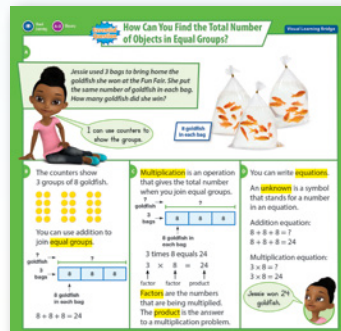 How Can You Find the Total Number
of Objects in Equal Groups?
Visual Learning Bridge
A
Jessie used 3 bags to bring home the
goldfish she won at the Fun Fair. She put
the same number of goldfish in each bag.
How many goldfish did she win?
I can use counters to
show the groups.
8 goldfish
in each bag
B
The counters show
3 groups of 8 goldfish.
You can use addition to
join equal groups.
?
goldfish
?
3
bags
8 8 8
8 goldfish
in each bag
8 + 8 + 8 = 24
C
Multiplication is an operation
that gives the total number
when you join equal groups.
?
goldfish
?
3
bags
8 8 8
8 goldfish in
each bag
3 times 8 equals 24
3 × 8 = 24
factor factor product
Factors are the numbers
that are being multiplied.
The product is the answer
to a multiplication problem.
D
You can write equations.
An unknown is a symbol
that stands for a number
in an equation.
Addition equation:
8 + 8 + 8 = ?
8 + 8 + 8 = 24
Multiplication equation:
3 × 8 = ?
3 × 8 = 24
Jessie won 24
goldfish.